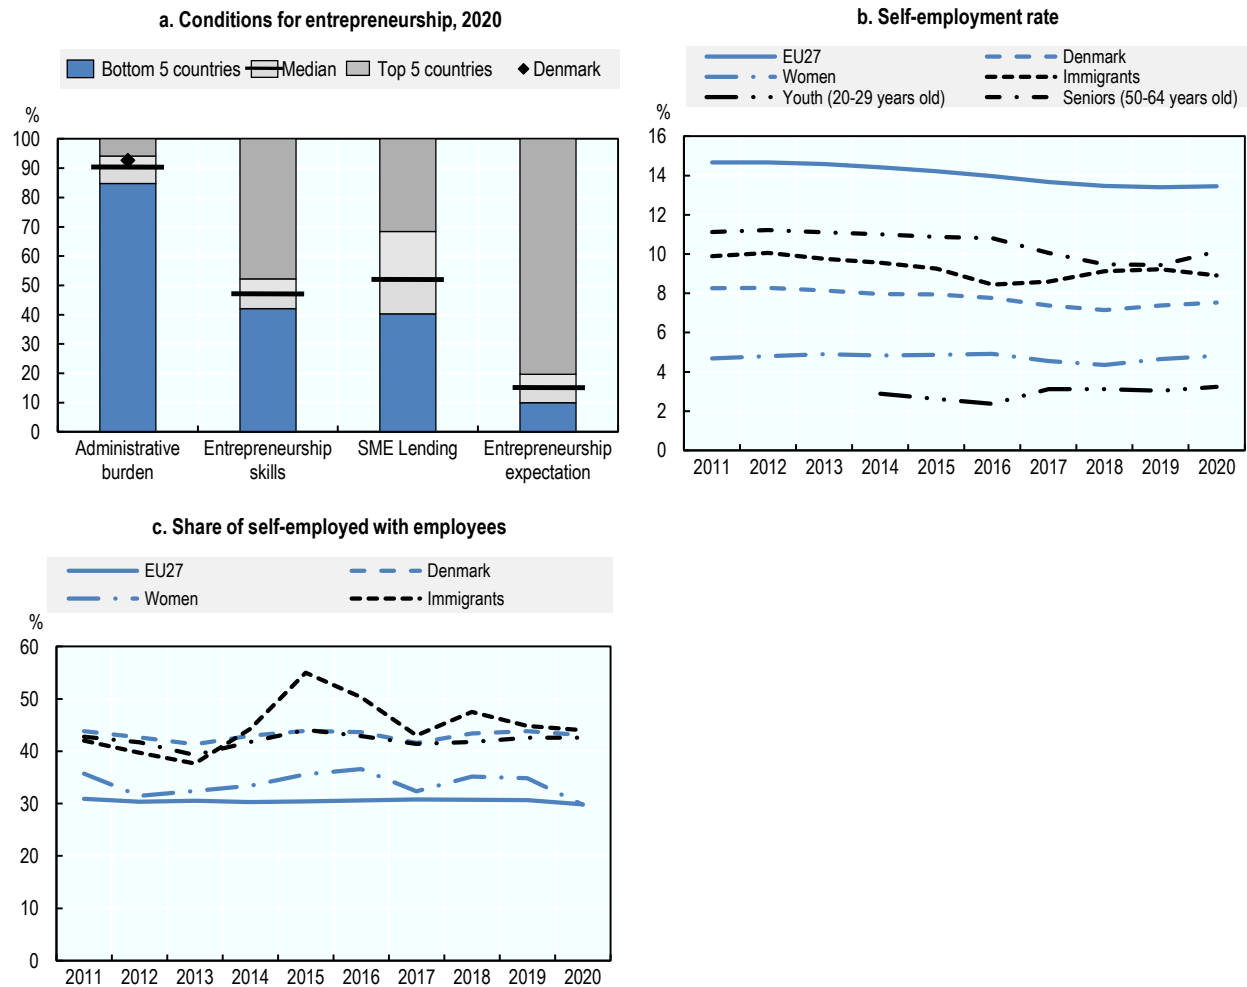 a. Conditions for entrepreneurship, 2020
Bottom 5 countries Median Top 5 countries Denmark
%
100
90
80
70
60
50
40
30
20
10
0
Administrative burden
Entrepreneurship skills
SME Lending
Entrepreneurship expectation
b. Self-employment rate
EU27 Denmark
Women Immigrants
Youth (20-29 years old) Seniors (50-64 years old)
%
16
14
12
10
8
6
4
2
0
2011 2012 2013 2014 2015 2016 2017 2018 2019 2020
c. Share of self-employed with employees
EU27 Denmark
Women Immigrants
%
60
50
40
30
20
10
0
2011 2012 2013 2014 2015 2016 2017 2018 2019 2020